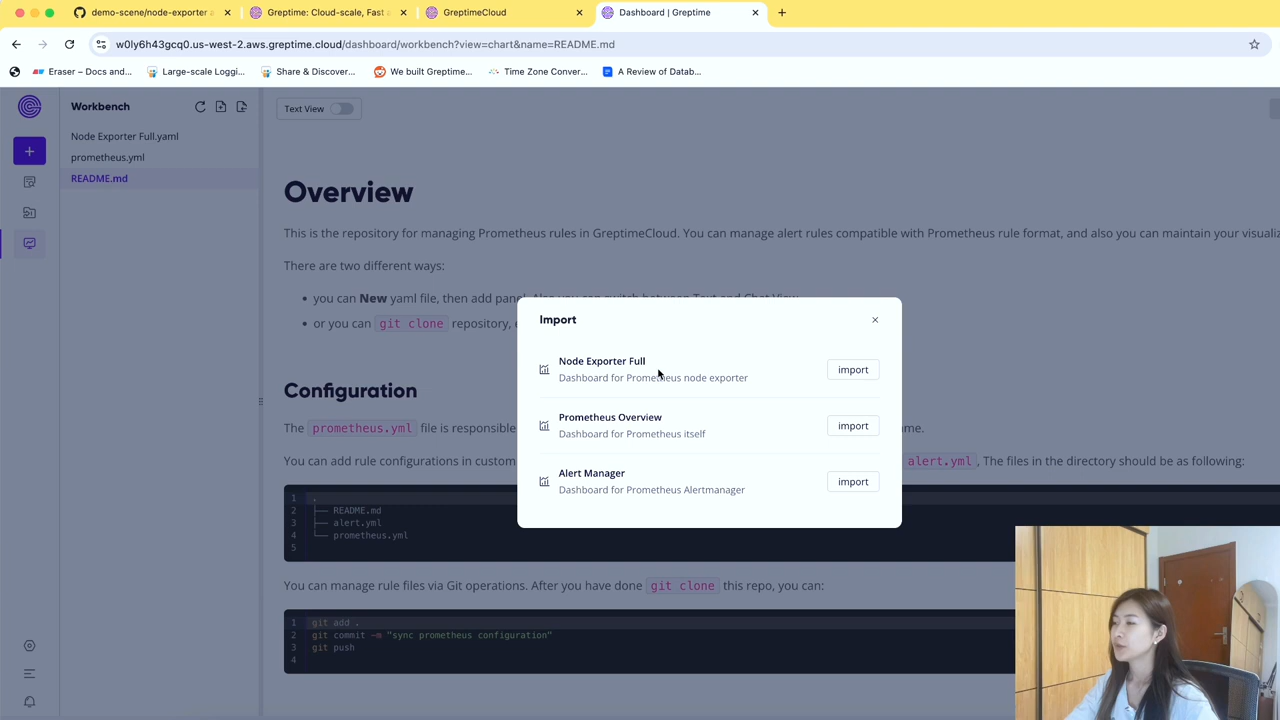 demo-scene/node-exporter a
Greptime: Cloud-scale, Fast
GreptimeCloud
Dashboard | Greptime
w0ly6h43gcq0.us-west-2.aws.greptime.cloud/dashboard/workbench?view=chart&name=README.md
Eraser – Docs and...
Large-scale Loggi...
Share & Discover...
We built Greptime...
Time Zone Conver...
A Review of Datab...
Workbench
Text View
Node Exporter Full.yaml
prometheus.yml
README.md
Overview
This is the repository for managing Prometheus rules in GreptimeCloud. You can manage alert rules compatible with Prometheus rule format, and also you can maintain your visualiz
There are two different ways:
you can New yaml file, then add panel. Also you can switch between Text and Chat View
or you can git clone repository,
Import
Node Exporter Full
Dashboard for Prometheus node exporter
import
Prometheus Overview
Dashboard for Prometheus itself
import
Alert Manager
Dashboard for Prometheus Alertmanager
import
Configuration
The prometheus.yml file is responsible
me.
You can add rule configurations in custom
alert.yml, The files in the directory should be as following:
1 .
2 ├── README.md
3 ├── alert.yml
4 └── prometheus.yml
5
You can manage rule files via Git operations. After you have done git clone this repo, you can:
1 git add .
2 git commit -m "sync prometheus configuration"
3 git push
4